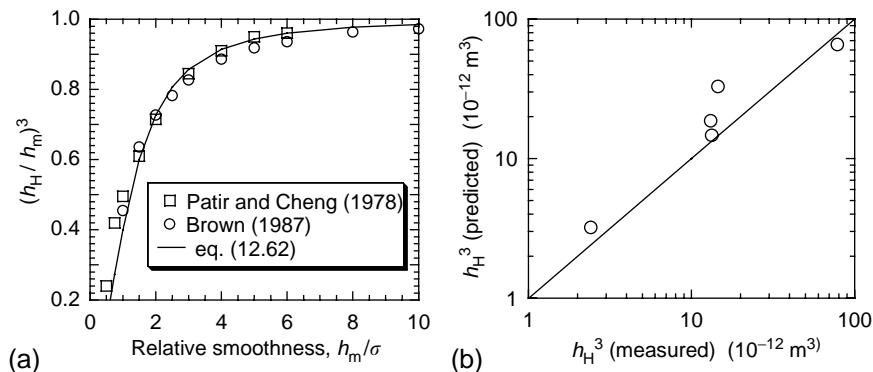 1.0
0.8
0.6
0.4
0.2
(h_H / h_m)^3
Patir and Cheng (1978)
Brown (1987)
eq. (12.62)
0 2 4 6 8 10
Relative smoothness, h_m/σ
(a)
100
10
1
h_H^3 (predicted) (10^−12 m^3)
1 10 100
h_H^3 (measured) (10^−12 m^3)
(b)